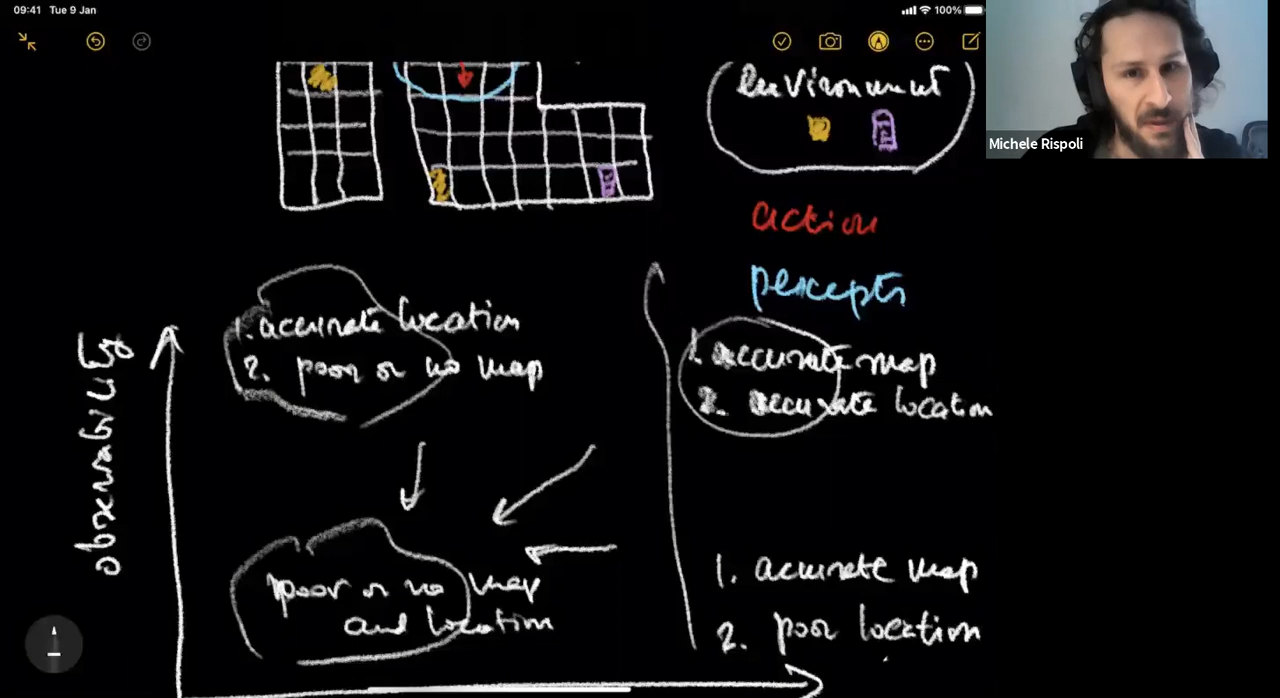 09:41 Tue 9 Jan
100%
environment
Michele Rispoli
action
percepts
1. accurate location
2. poor or no map
1. accurate map
2. accurate location
observability
poor or no map
and location
1. accurate map
2. poor location